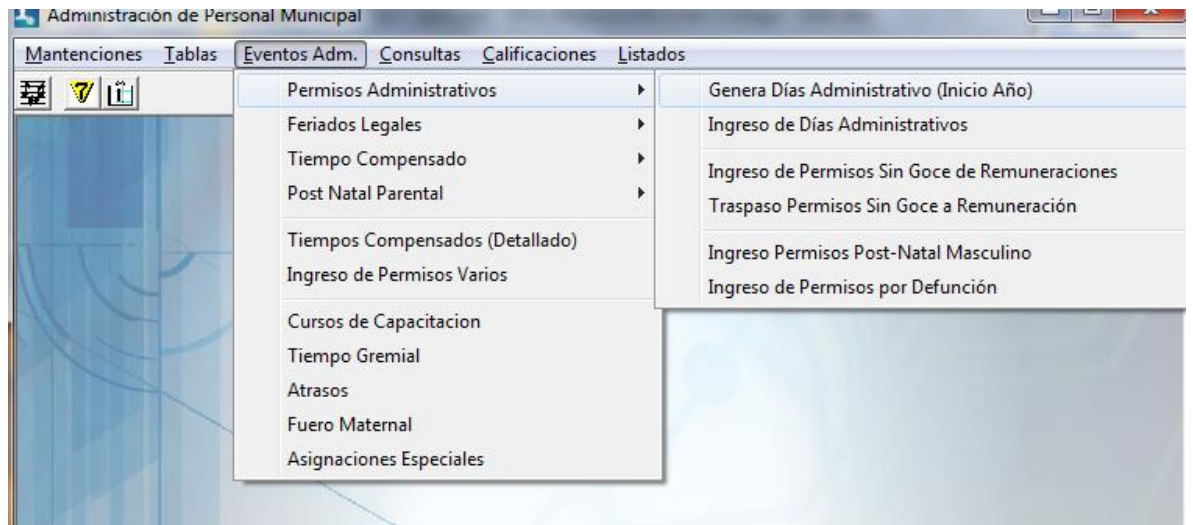 Administración de Personal Municipal
Mantenciones Tablas Eventos Adm. Consultas Calificaciones Listados
Permisos Administrativos
Feriados Legales
Tiempo Compensado
Post Natal Parental
Tiempos Compensados (Detallado)
Ingreso de Permisos Varios
Cursos de Capacitacion
Tiempo Gremial
Atrasos
Fuero Maternal
Asignaciones Especiales
Genera Días Administrativo (Inicio Año)
Ingreso de Días Administrativos
Ingreso de Permisos Sin Goce de Remuneraciones
Traspaso Permisos Sin Goce a Remuneración
Ingreso Permisos Post-Natal Masculino
Ingreso de Permisos por Defunción